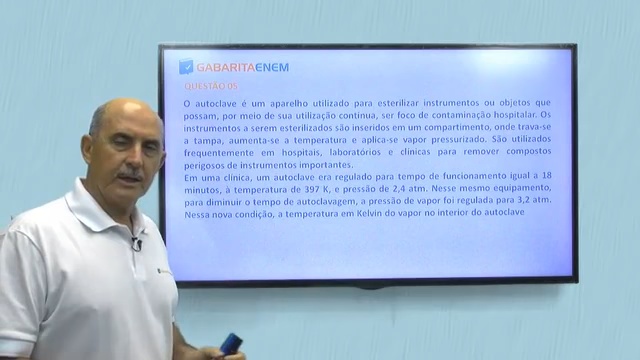 GABARITAENEM
QUESTÃO 05
O autoclave é um aparelho utilizado para esterilizar instrumentos ou objetos que
possam, por meio de sua utilização contínua, ser foco de contaminação hospitalar. Os
instrumentos a serem esterilizados são inseridos em um compartimento, onde trava-se
a tampa, aumenta-se a temperatura e aplica-se vapor pressurizado. São utilizados
frequentemente em hospitais, laboratórios e clínicas para remover compostos
perigosos de instrumentos importantes.
Em uma clínica, um autoclave era regulado para tempo de funcionamento igual a 18
minutos, à temperatura de 397 K, e pressão de 2,4 atm. Nesse mesmo equipamento,
para diminuir o tempo de autoclavagem, a pressão de vapor foi regulada para 3,2 atm.
Nessa nova condição, a temperatura em Kelvin do vapor no interior do autoclave